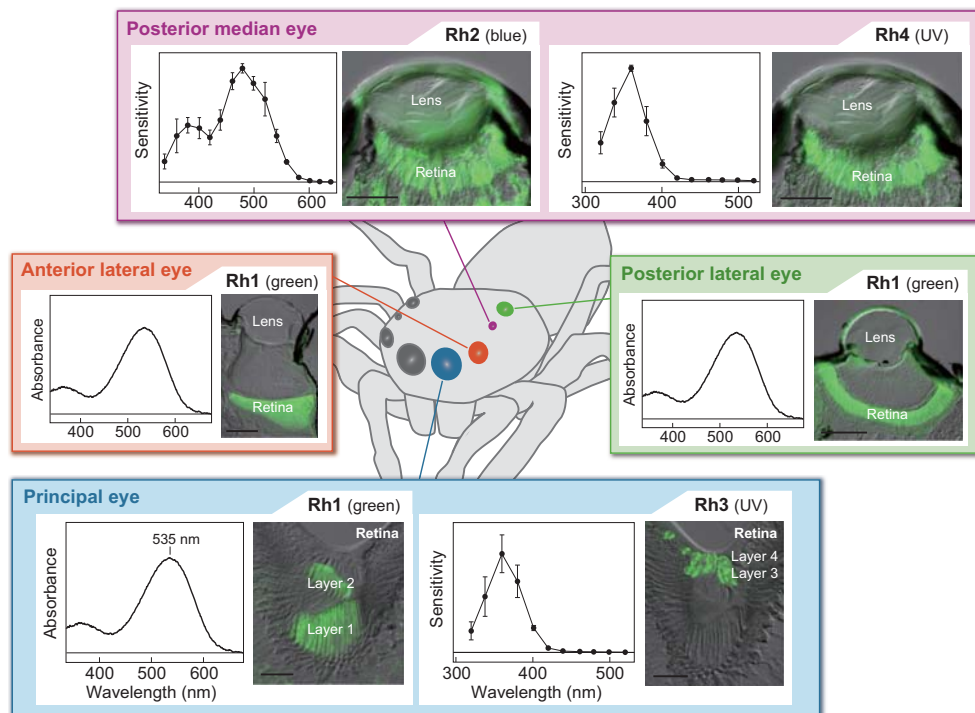 Posterior median eye
Rh2 (blue)
Rh4 (UV)
Sensitivity
Lens
Retina
400 500 600
Sensitivity
Lens
Retina
300 400 500
Anterior lateral eye
Rh1 (green)
Absorbance
Lens
Retina
400 500 600
Posterior lateral eye
Rh1 (green)
Absorbance
Lens
Retina
400 500 600
Principal eye
Rh1 (green)
Rh3 (UV)
535 nm
Absorbance
Layer 2
Layer 1
400 500 600
Wavelength (nm)
Sensitivity
Retina
Layer 4
Layer 3
300 400 500
Wavelength (nm)